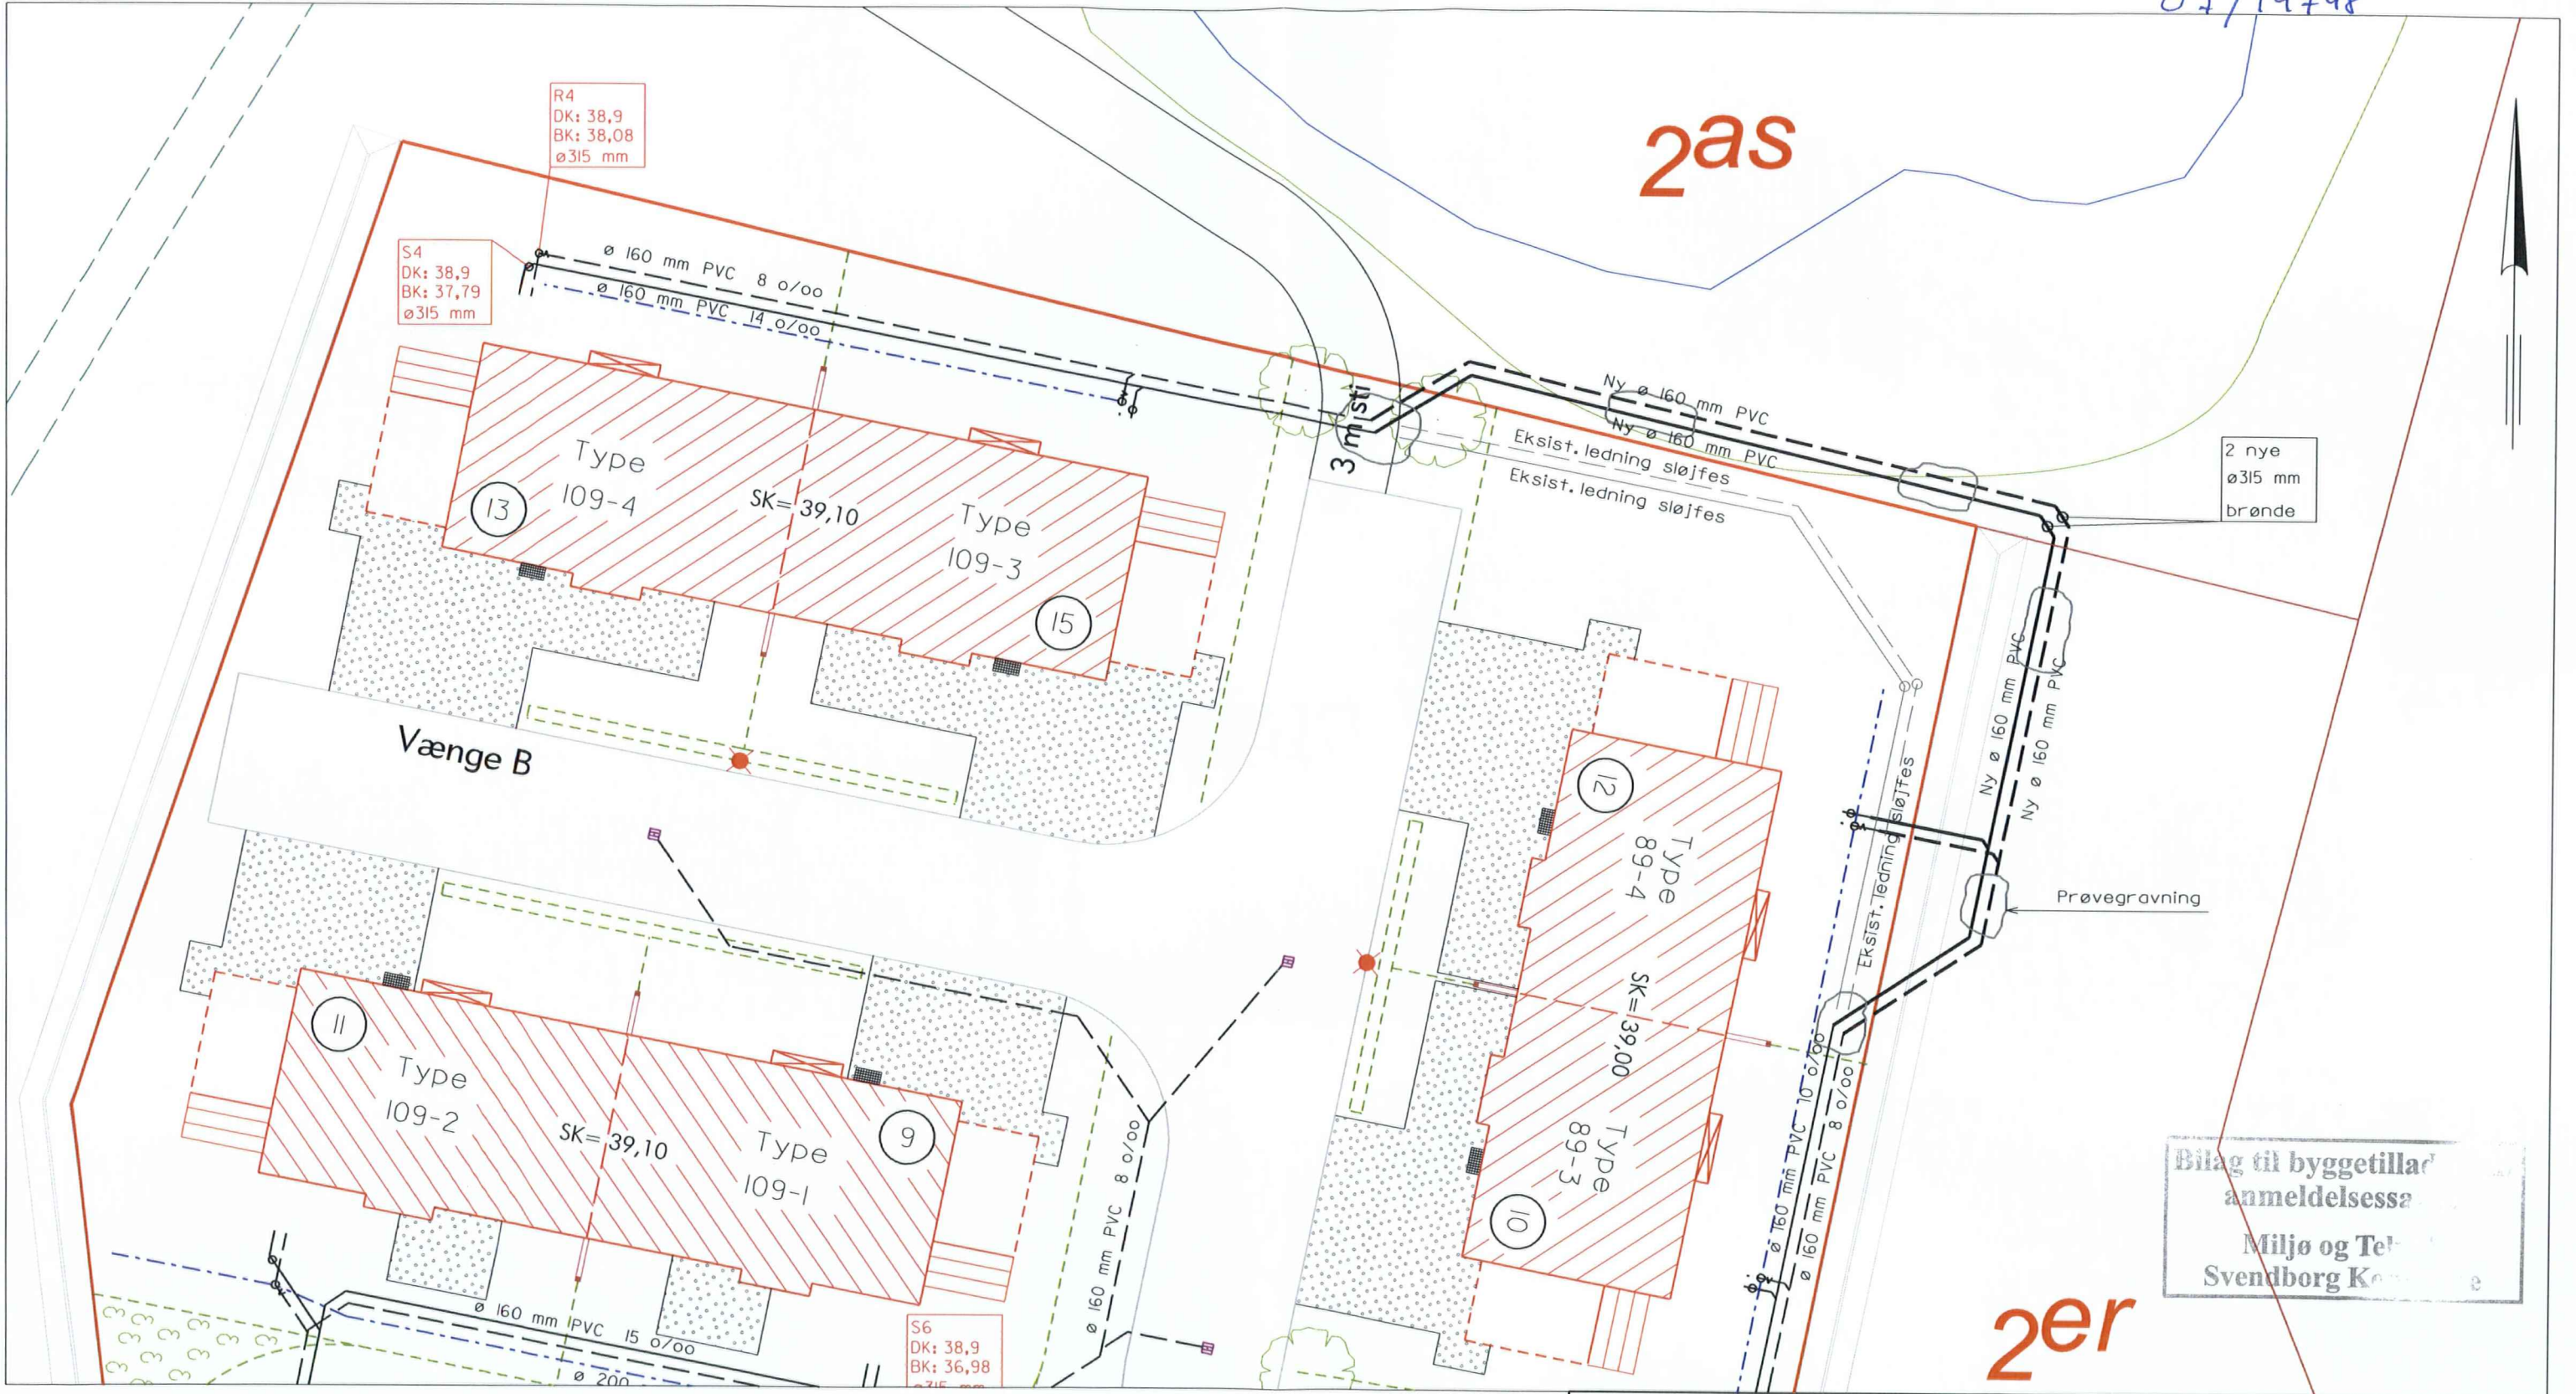 07/19798
2as
R4
DK: 38,9
BK: 38,08
ø315 mm
S4
DK: 38,9
BK: 37,79
ø315 mm
ø 160 mm PVC 8 o/oo
ø 160 mm PVC 14 o/oo
3 m sti
Ny ø 160 mm PVC
Ny ø 160 mm PVC
Eksist. ledning sløjfes
Eksist. ledning sløjfes
2 nye
ø315 mm
brønde
Type
109-4
13
SK= 39,10
Type
109-3
15
Vænge B
12
Type
89-4
SK=39,00
Type
89-3
10
Ny ø 160 mm PVC
Ny ø 160 mm PVC
Eksist. ledning sløjfes
Prøvegravning
11
Type
109-2
SK= 39,10
Type
109-1
9
ø 160 mm PVC 8 o/oo
ø 160 mm PVC 10 o/oo
ø 160 mm PVC 8 o/oo
ø 160 mm PVC 15 o/oo
ø 200
S6
DK: 38,9
BK: 36,98
ø315 mm
Bilag til byggetillad
anmeldelsessa
Miljø og Te
Svendborg Ko
2er